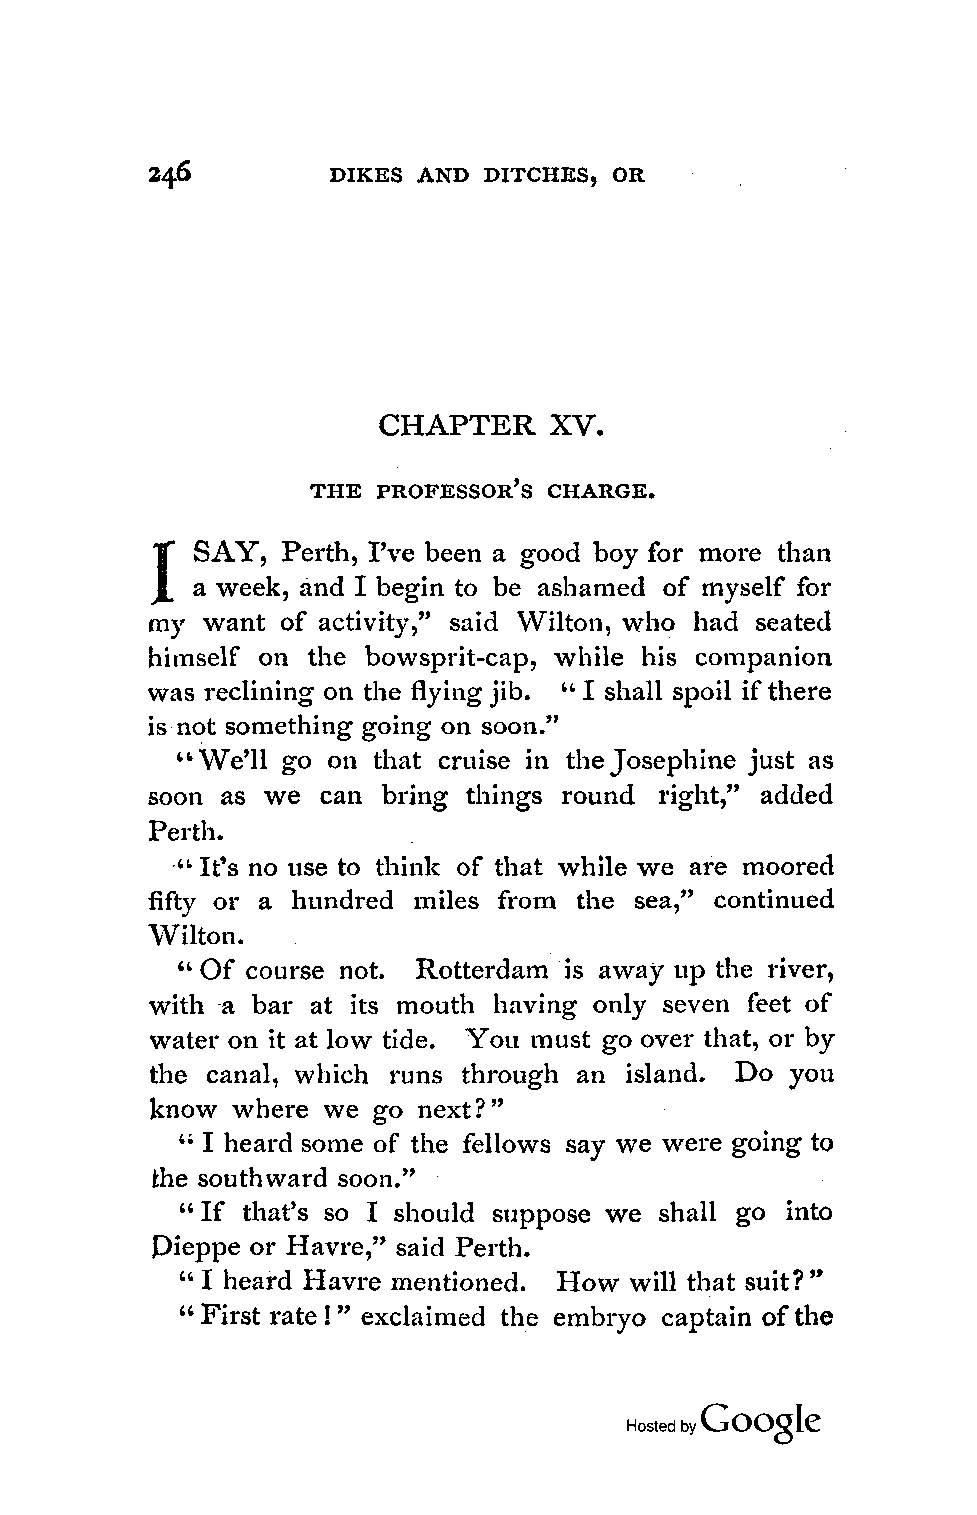 246 DIKES AND DITCHES, OR
CHAPTER XV.
THE PROFESSOR'S CHARGE.
I SAY, Perth, I've been a good boy for more than
a week, and I begin to be ashamed of myself for
my want of activity," said Wilton, who had seated
himself on the bowsprit-cap, while his companion
was reclining on the flying jib. "I shall spoil if there
is not something going on soon."
"We'll go on that cruise in the Josephine just as
soon as we can bring things round right," added
Perth.
"It's no use to think of that while we are moored
fifty or a hundred miles from the sea," continued
Wilton.
"Of course not. Rotterdam is away up the river,
with a bar at its mouth having only seven feet of
water on it at low tide. You must go over that, or by
the canal, which runs through an island. Do you
know where we go next?"
"I heard some of the fellows say we were going to
the southward soon."
"If that's so I should suppose we shall go into
Dieppe or Havre," said Perth.
"I heard Havre mentioned. How will that suit?"
"First rate!" exclaimed the embryo captain of the
Hosted by Google